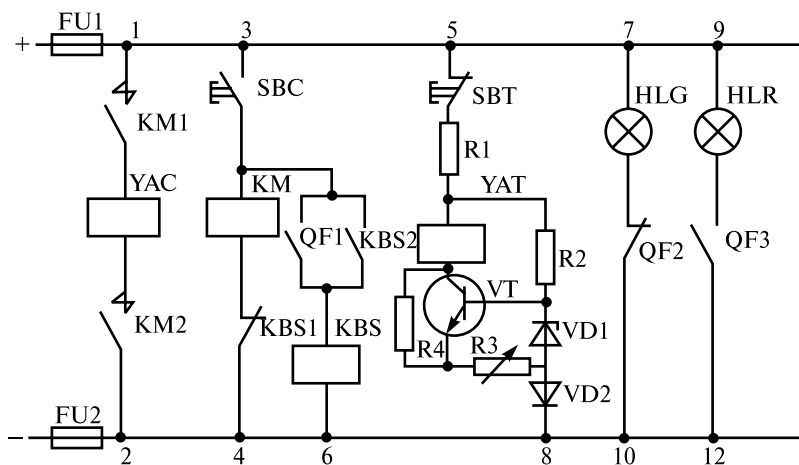 FU1 1 3 5 7 9
+
SBC SBT HLG HLR
KM1 R1
YAC KM YAT
QF1 KBS2 R2 QF2 QF3
VT
KM2 KBS1 KBS R4 R3 VD1
VD2
FU2
−
2 4 6 8 10 12